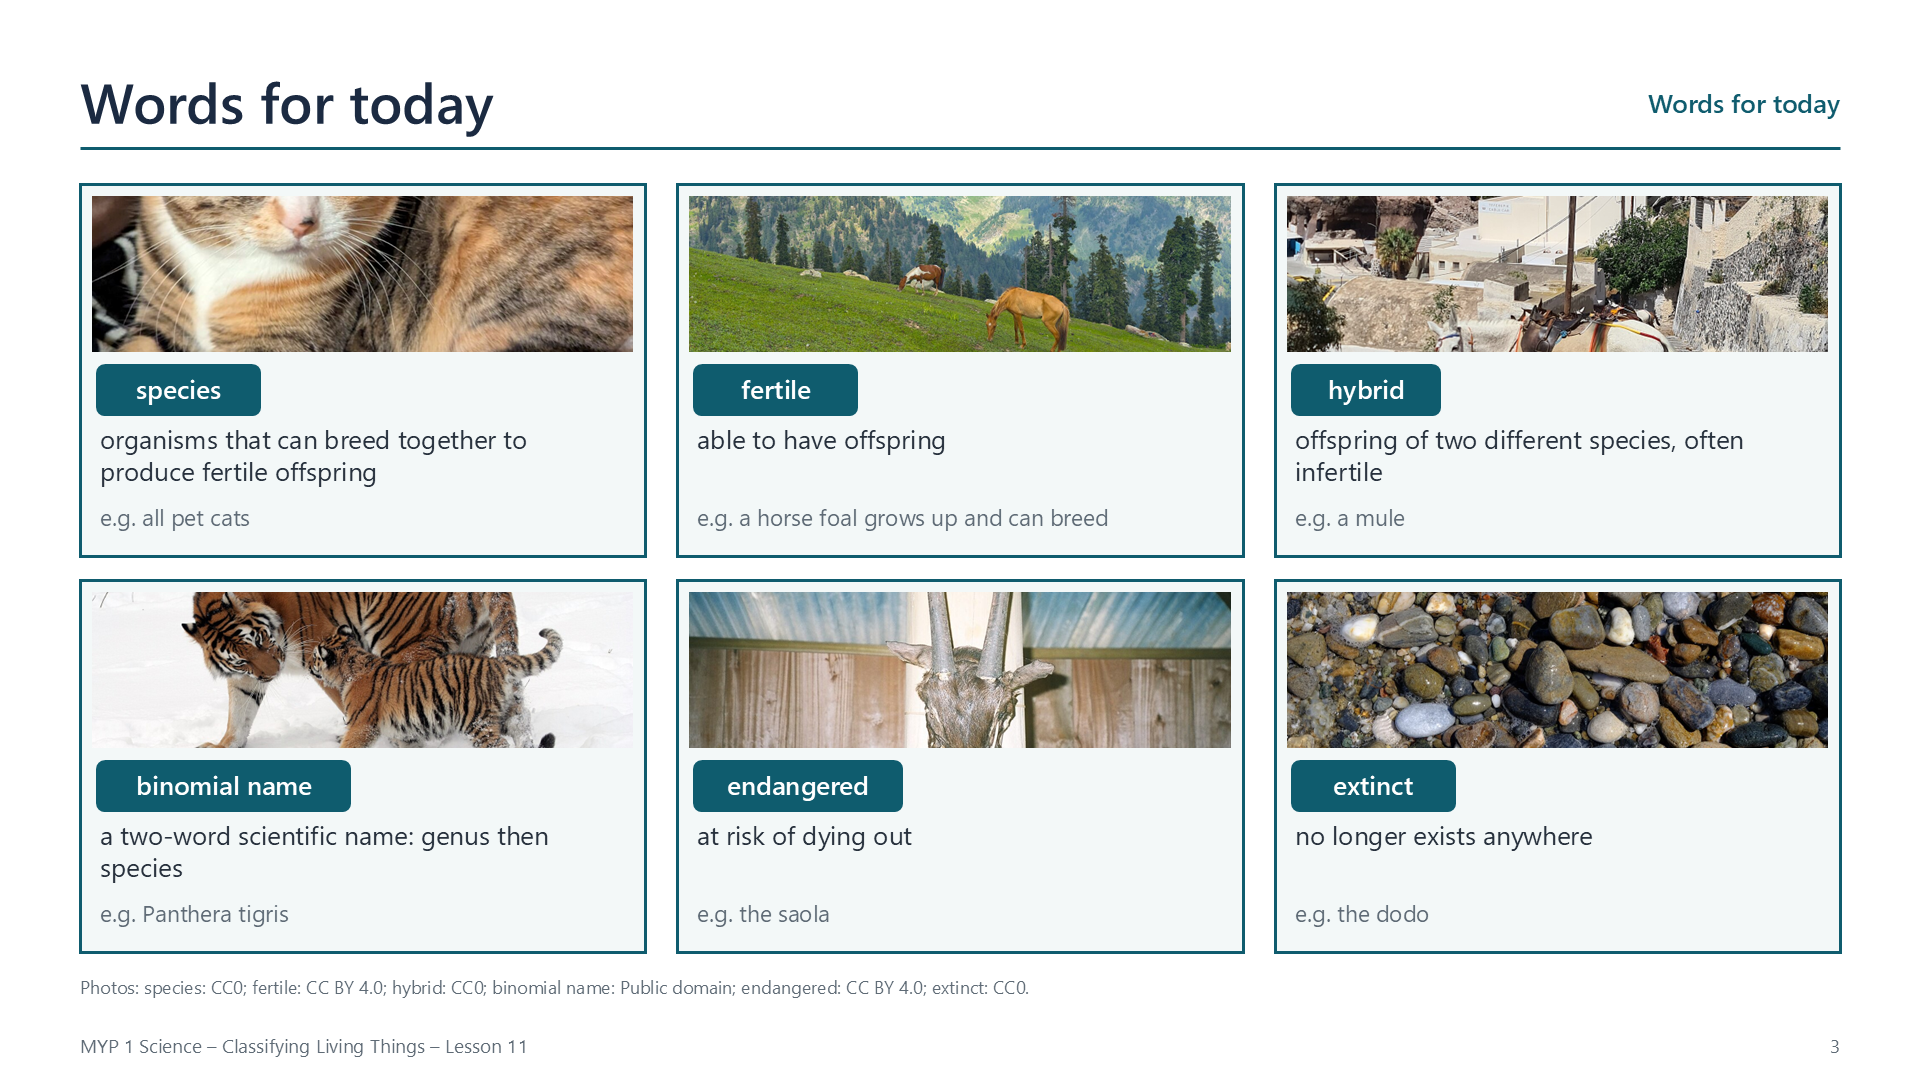 Words for today
Words for today
species
organisms that can breed together to
produce fertile offspring
e.g. all pet cats
fertile
able to have offspring
e.g. a horse foal grows up and can breed
hybrid
offspring of two different species, often
infertile
e.g. a mule
binomial name
a two-word scientific name: genus then
species
e.g. Panthera tigris
endangered
at risk of dying out
e.g. the saola
extinct
no longer exists anywhere
e.g. the dodo
Photos: species: CC0; fertile: CC BY 4.0; hybrid: CC0; binomial name: Public domain; endangered: CC BY 4.0; extinct: CC0.
MYP 1 Science – Classifying Living Things – Lesson 11
3